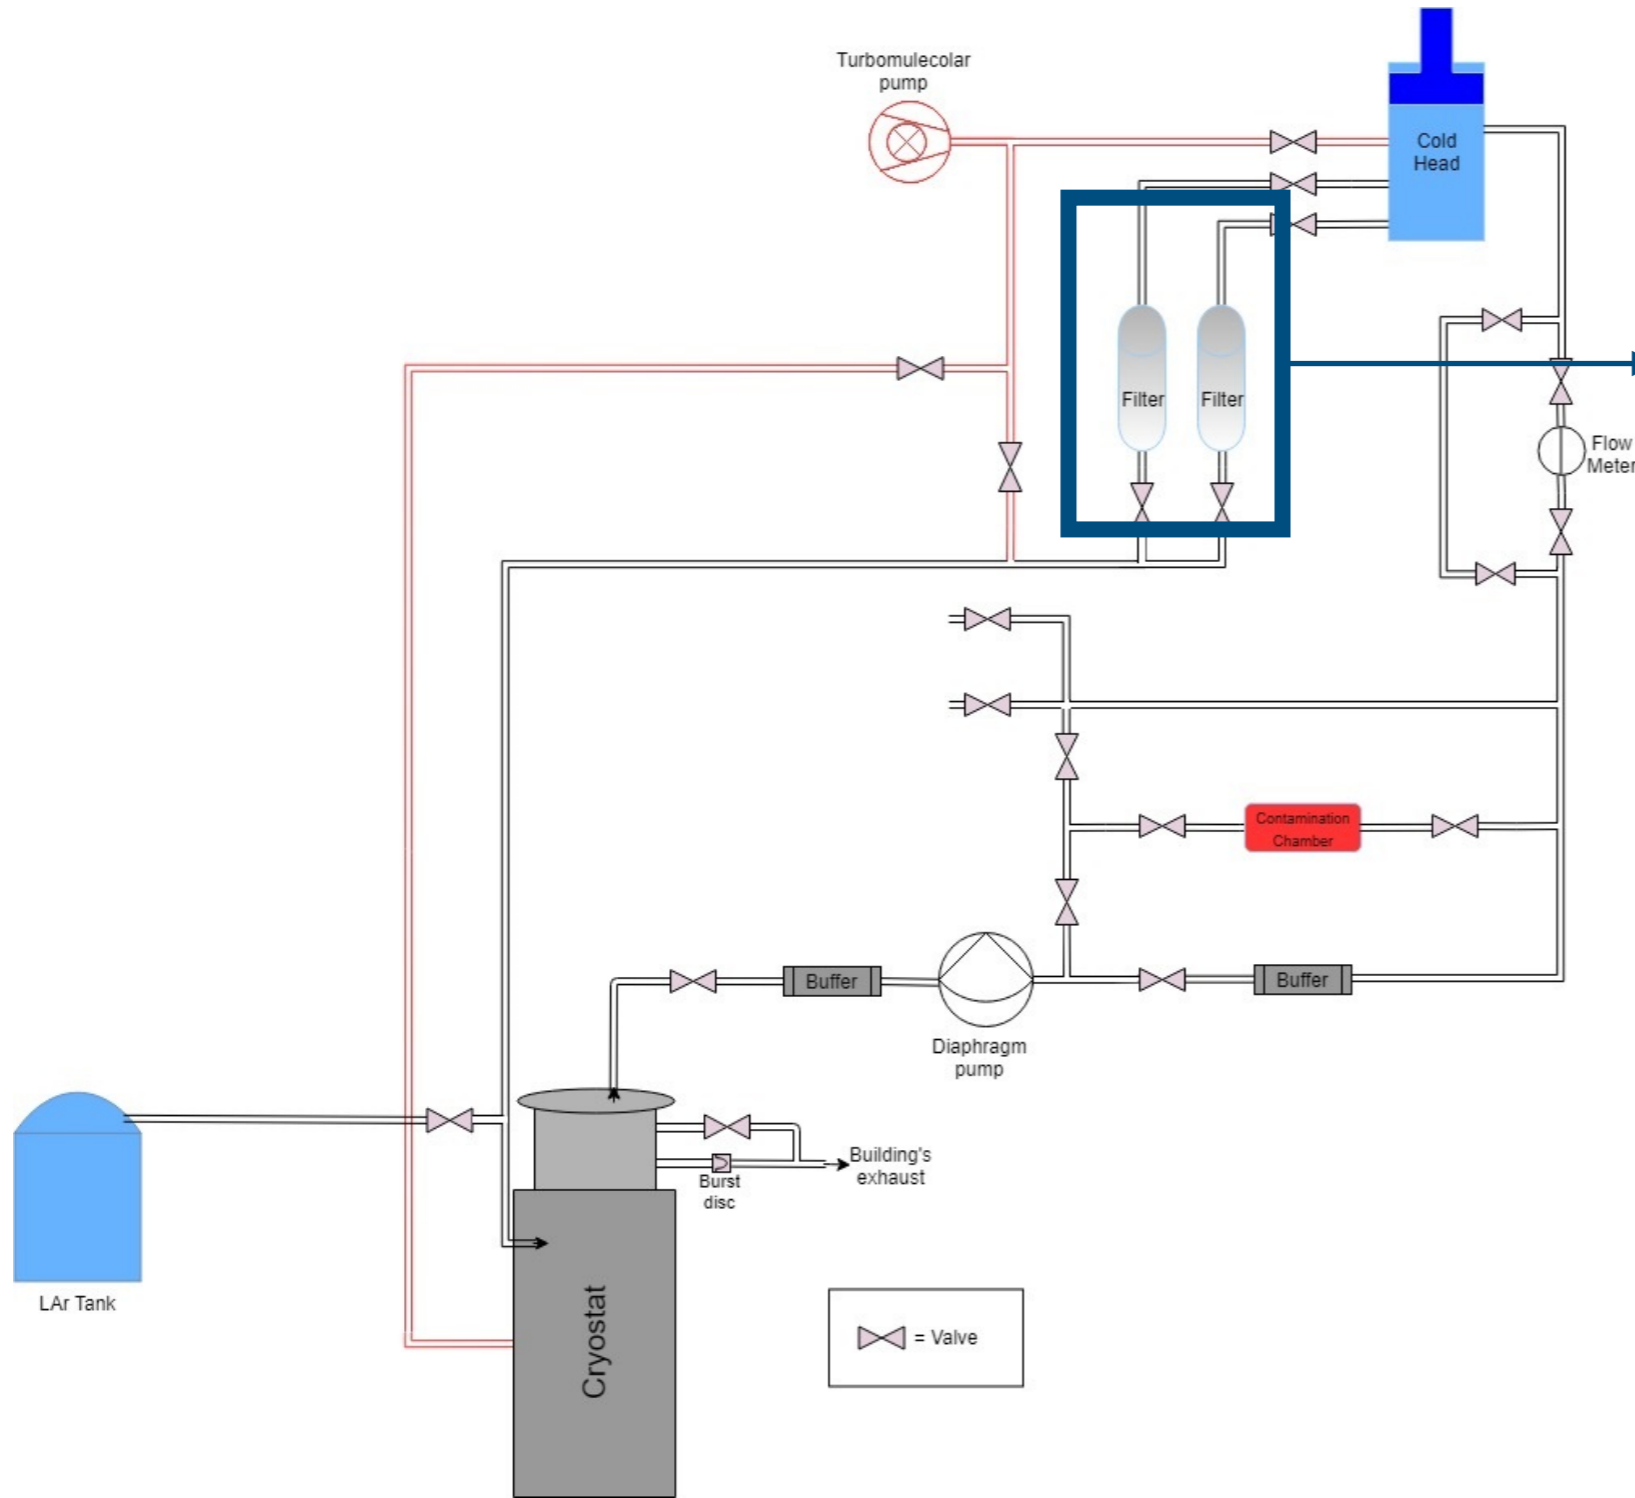 Turbomulecolar
pump
Cold
Head
Filter
Filter
Flow
Meter
Contamination
Chamber
Buffer
Buffer
Diaphragm
pump
Building's
exhaust
Burst
disc
LAr Tank
Cryostat
= Valve